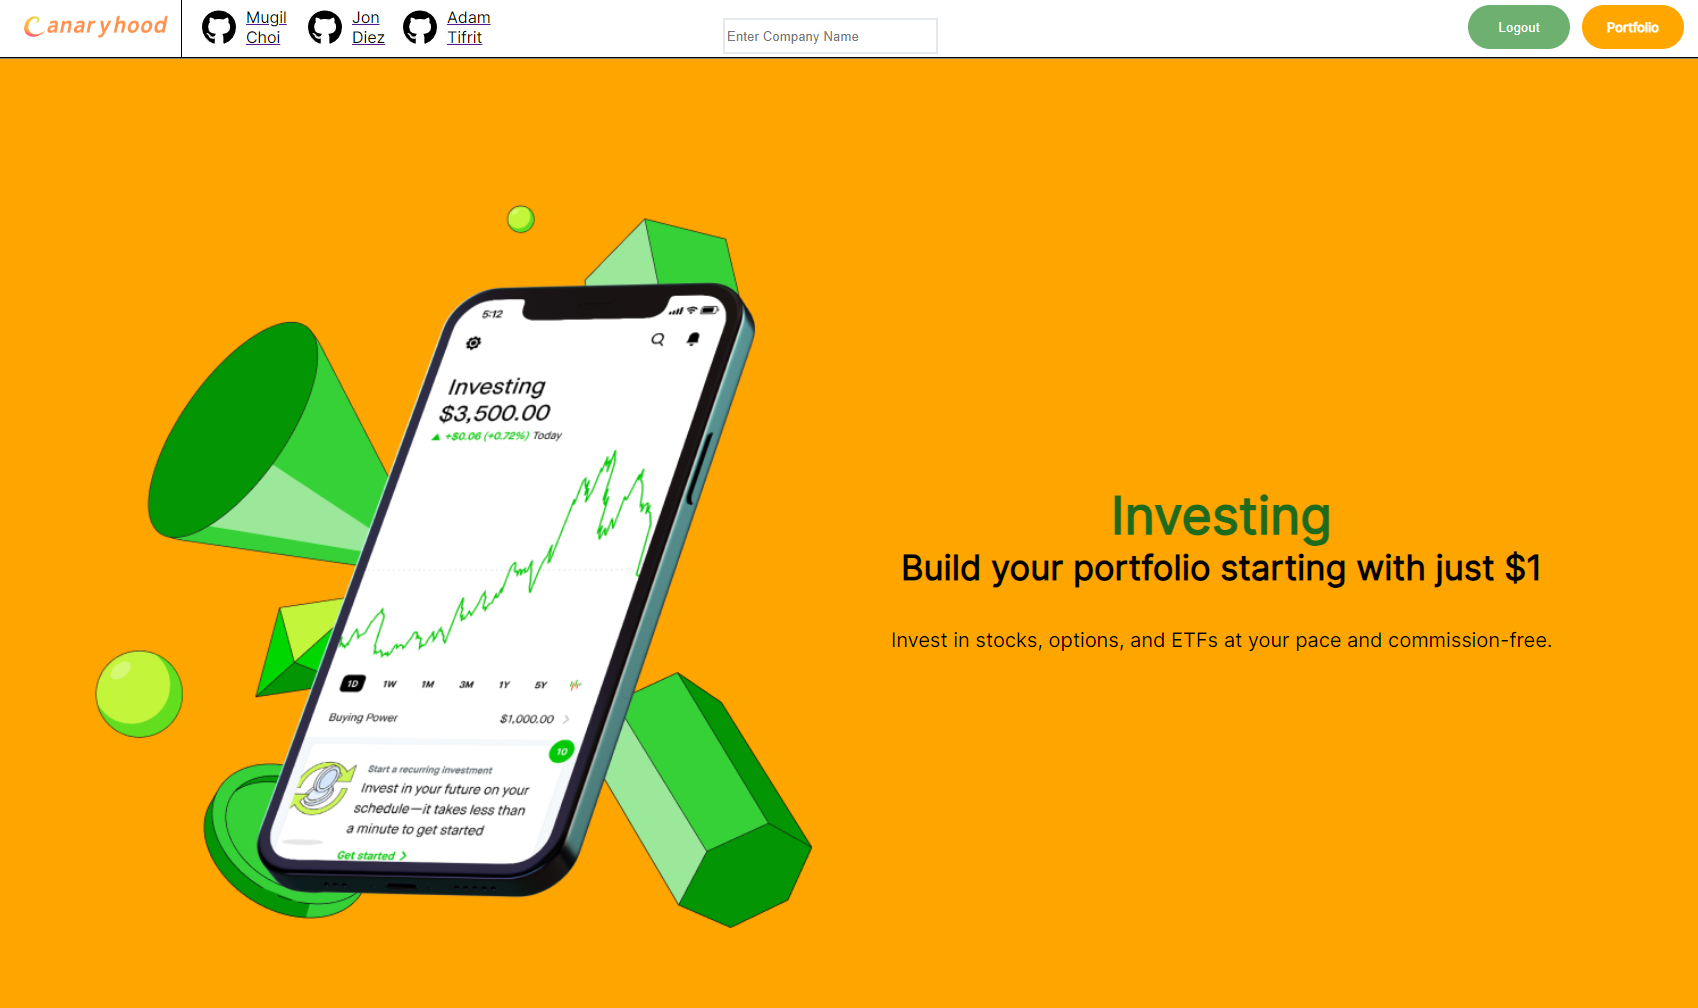 Canaryhood
Mugil
Choi
Jon
Diez
Adam
Tifrit
Enter Company Name
Logout
Portfolio
5:12
Investing
$3,500.00
+$0.06 (+0.72%) Today
1D 1W 1M 3M 1Y 5Y
Buying Power $1,000.00
10
Start a recurring investment
Invest in your future on your
schedule—it takes less than
a minute to get started
Get started
Investing
Build your portfolio starting with just $1
Invest in stocks, options, and ETFs at your pace and commission-free.